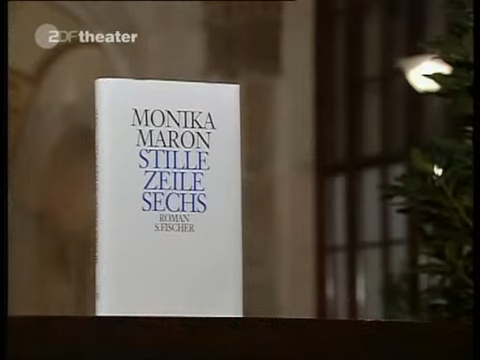 ZDFtheater
MONIKA
MARON
STILLE
ZEILE
SECHS
ROMAN
S. FISCHER